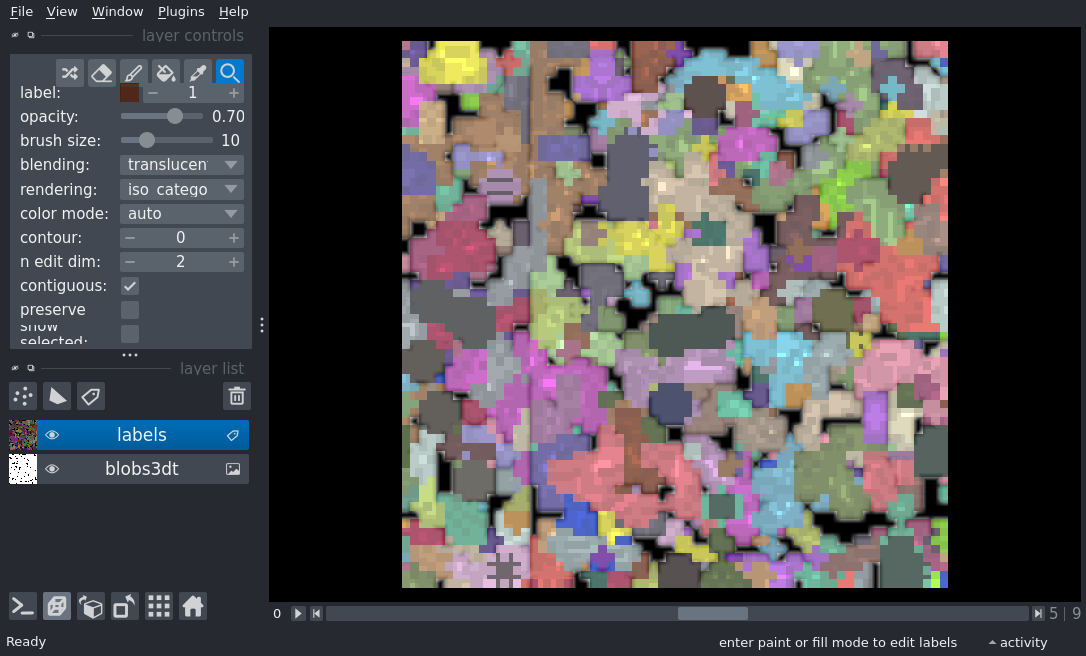 File View Window Plugins Help
layer controls
label: 1
opacity: 0.70
brush size: 10
blending: translucen
rendering: iso_catego
color mode: auto
contour: 0
n edit dim: 2
contiguous:
preserve
show
selected:
layer list
labels
blobs3dt
0 5 | 9
Ready enter paint or fill mode to edit labels activity